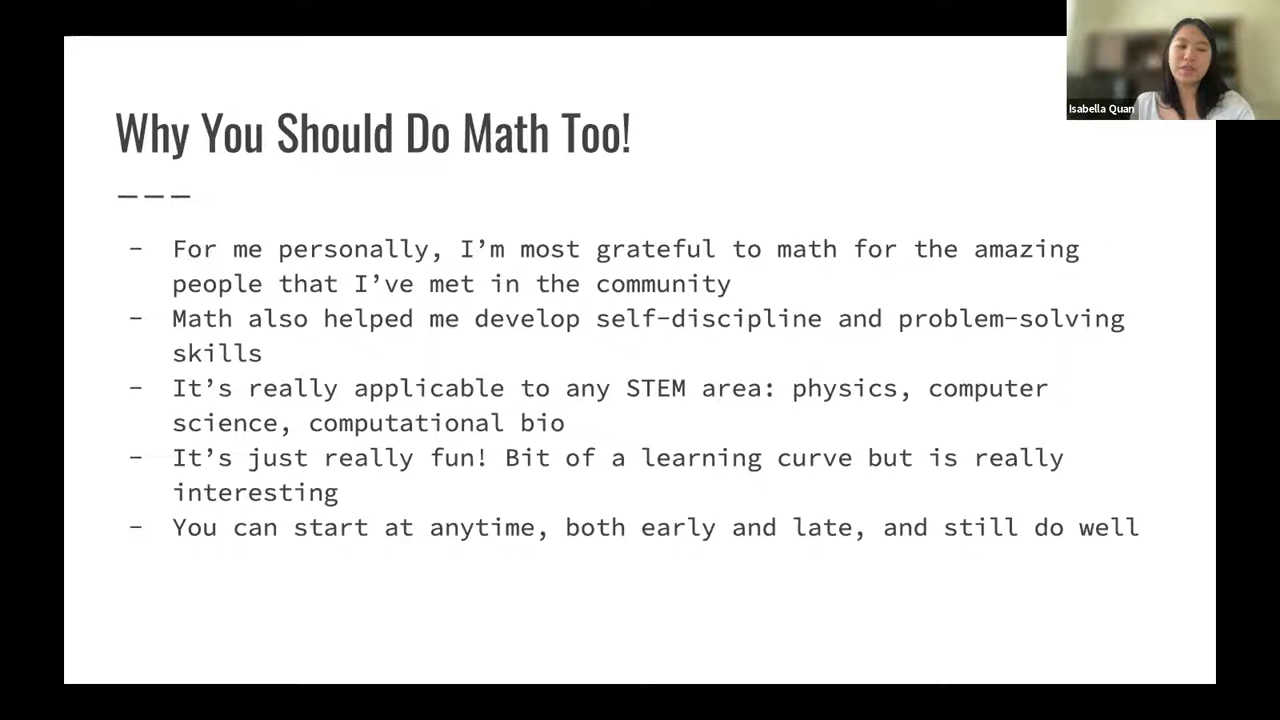 Isabella Quan
Why You Should Do Math Too!
- For me personally, I’m most grateful to math for the amazing
people that I’ve met in the community
- Math also helped me develop self-discipline and problem-solving
skills
- It’s really applicable to any STEM area: physics, computer
science, computational bio
- It’s just really fun! Bit of a learning curve but is really
interesting
- You can start at anytime, both early and late, and still do well